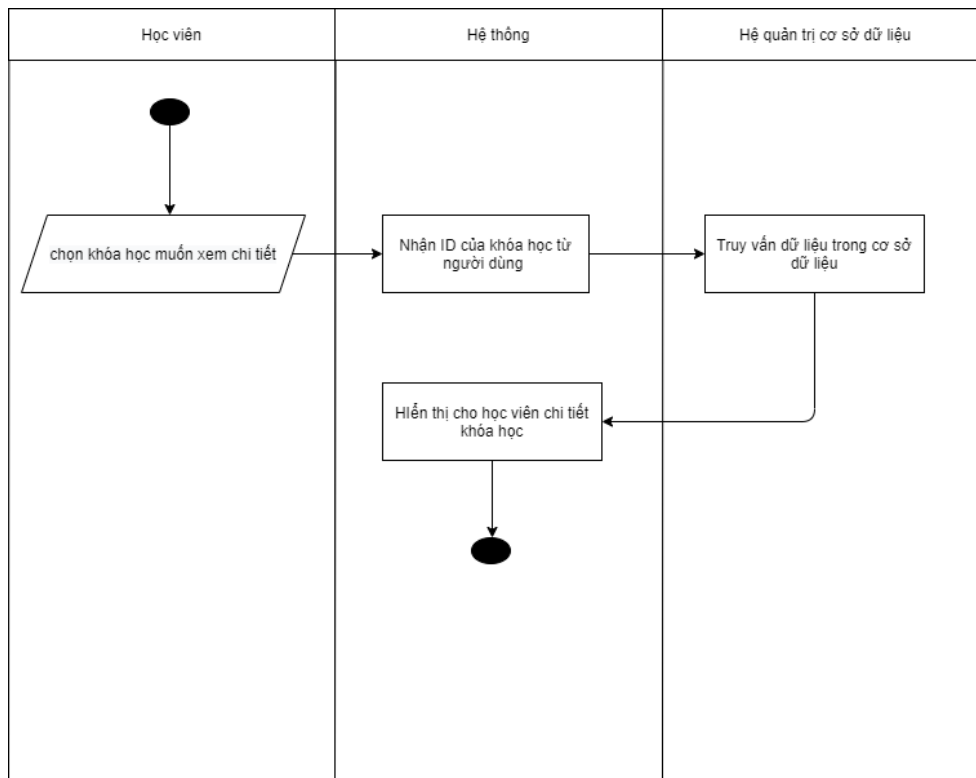 Học viên
Hệ thông
Hệ quản trị cơ sở dữ liệu
chọn khóa học muốn xem chi tiết
Nhận ID của khóa học từ
người dùng
Truy vấn dữ liệu trong cơ sở
dữ liệu
HIển thị cho học viên chi tiết
khóa học